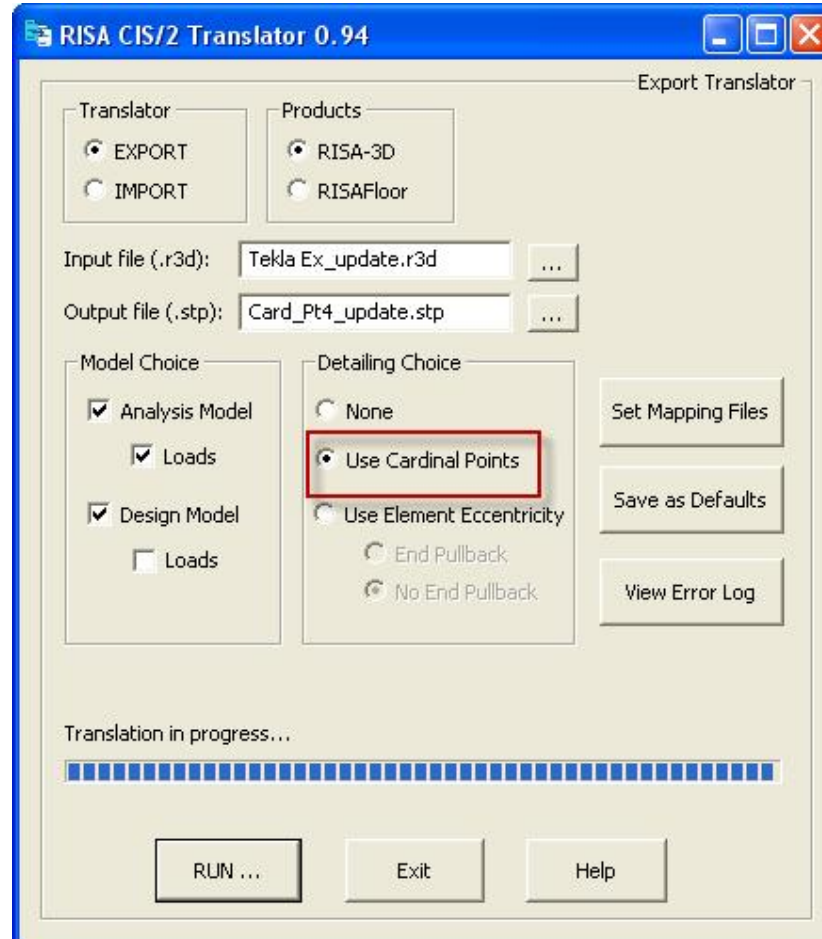 RISA CIS/2 Translator 0.94
Export Translator
Translator
EXPORT
IMPORT
Products
RISA-3D
RISAFloor
Input file (.r3d): Tekla Ex_update.r3d ...
Output file (.stp): Card_Pt4_update.stp ...
Model Choice
Analysis Model
Loads
Design Model
Loads
Detailing Choice
None
Use Cardinal Points
Use Element Eccentricity
End Pullback
No End Pullback
Set Mapping Files
Save as Defaults
View Error Log
Translation in progress...
RUN ... Exit Help